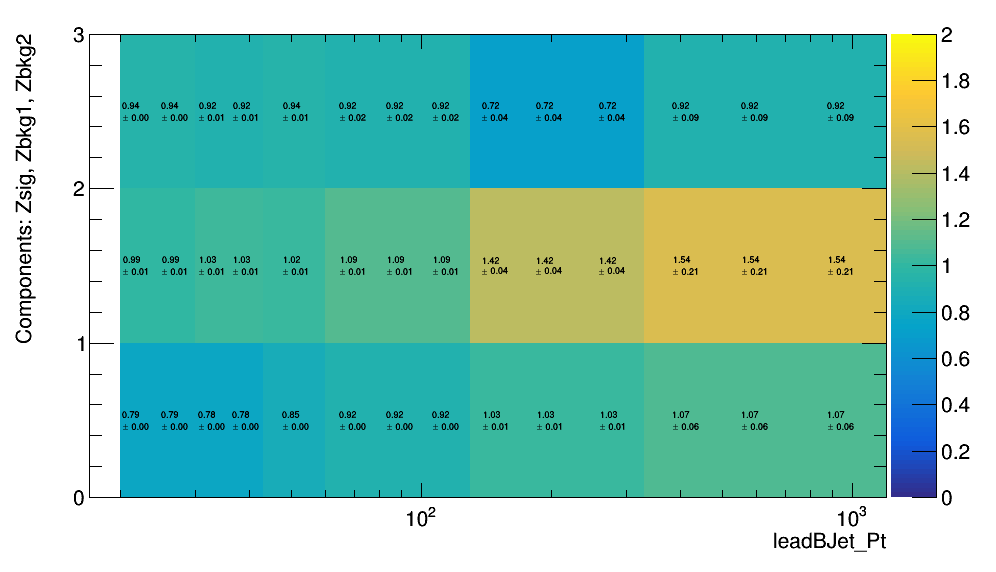 Components: Zsig, Zbkg1, Zbkg2
3
2
1
0
0.94 0.94 0.92 0.92 0.94 0.92 0.92 0.92 0.72 0.72 0.72 0.92 0.92 0.92
± 0.00 ± 0.00 ± 0.01 ± 0.01 ± 0.01 ± 0.02 ± 0.02 ± 0.02 ± 0.04 ± 0.04 ± 0.04 ± 0.09 ± 0.09 ± 0.09
0.99 0.99 1.03 1.03 1.02 1.09 1.09 1.09 1.42 1.42 1.42 1.54 1.54 1.54
± 0.01 ± 0.01 ± 0.01 ± 0.01 ± 0.01 ± 0.01 ± 0.01 ± 0.01 ± 0.04 ± 0.04 ± 0.04 ± 0.21 ± 0.21 ± 0.21
0.79 0.79 0.78 0.78 0.85 0.92 0.92 0.92 1.03 1.03 1.03 1.07 1.07 1.07
± 0.00 ± 0.00 ± 0.00 ± 0.00 ± 0.00 ± 0.00 ± 0.00 ± 0.00 ± 0.01 ± 0.01 ± 0.01 ± 0.06 ± 0.06 ± 0.06
10² 10³
leadBJet_Pt
2
1.8
1.6
1.4
1.2
1
0.8
0.6
0.4
0.2
0